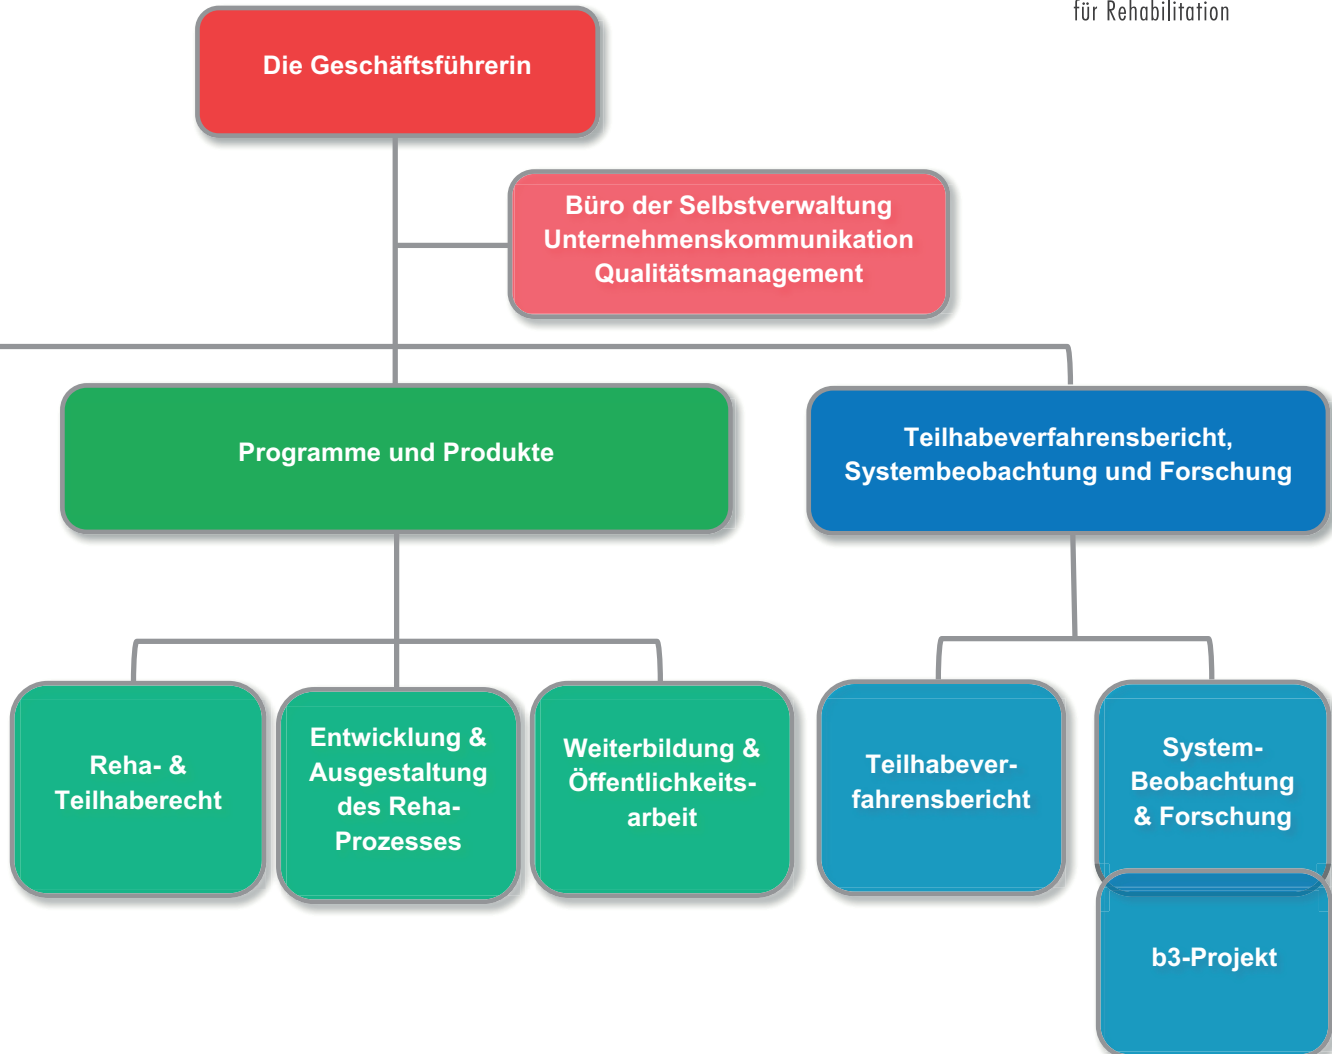 für Rehabilitation
Die Geschäftsführerin
Büro der Selbstverwaltung
Unternehmenskommunikation
Qualitätsmanagement
Programme und Produkte
Teilhabeverfahrensbericht,
Systembeobachtung und Forschung
Reha- &
Teilhaberecht
Entwicklung &
Ausgestaltung
des Reha-
Prozesses
Weiterbildung &
Öffentlichkeits-
arbeit
Teilhabever-
fahrensbericht
System-
Beobachtung
& Forschung
b3-Projekt